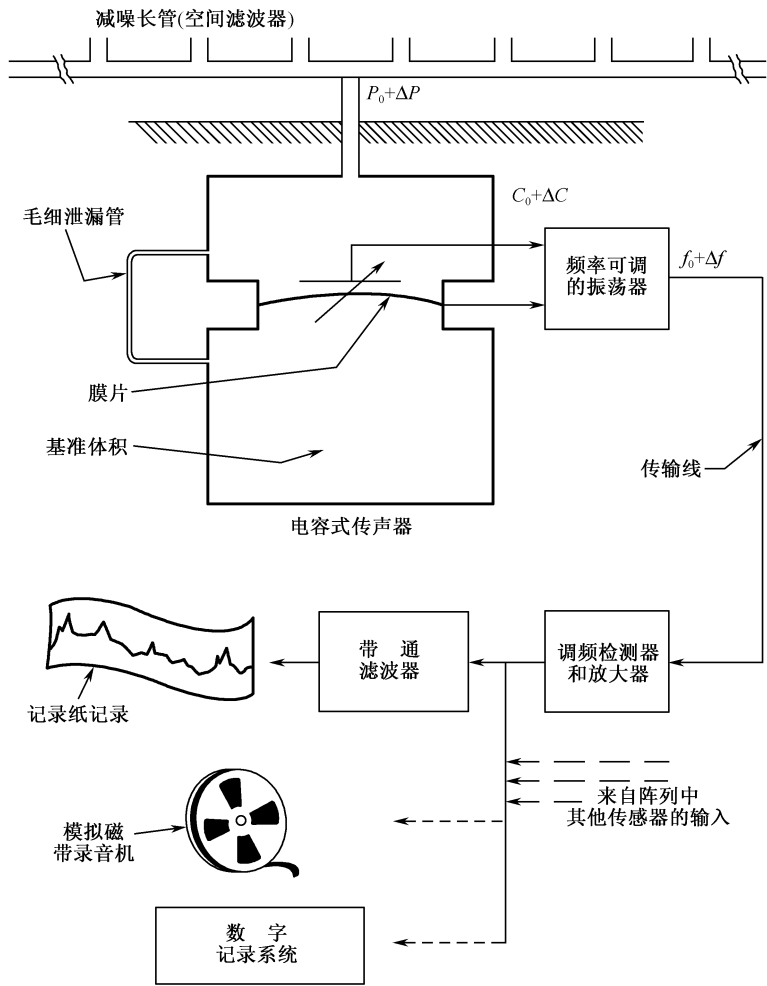 减噪长管(空间滤波器)
P₀+ΔP
C₀+ΔC
毛细泄漏管
频率可调
的振荡器
f₀+Δf
膜片
基准体积
传输线
电容式传声器
带 通
滤波器
调频检测器
和放大器
记录纸记录
来自阵列中
其他传感器的输入
模拟磁
带录音机
数 字
记录系统